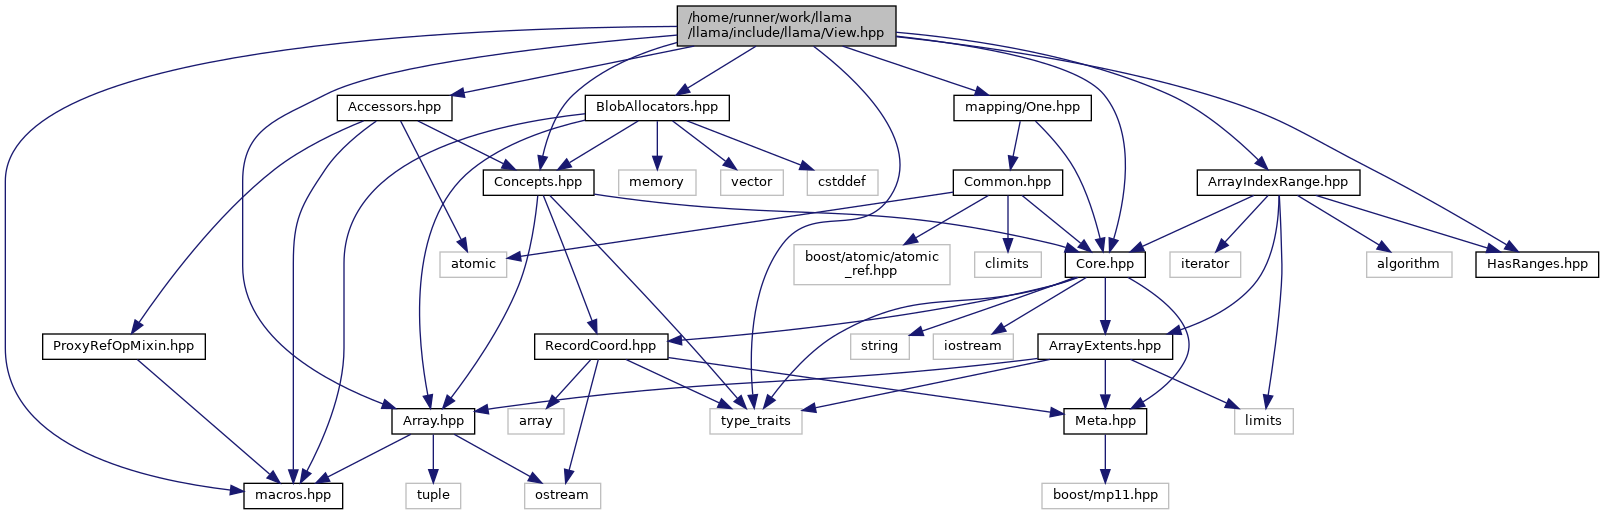 /home/runner/work/llama
/llama/include/llama/View.hpp
Accessors.hpp
BlobAllocators.hpp
mapping/One.hpp
Concepts.hpp
memory
vector
cstddef
Common.hpp
ArrayIndexRange.hpp
atomic
boost/atomic/atomic
_ref.hpp
climits
Core.hpp
iterator
algorithm
HasRanges.hpp
ProxyRefOpMixin.hpp
RecordCoord.hpp
string
iostream
ArrayExtents.hpp
Array.hpp
array
type_traits
Meta.hpp
limits
macros.hpp
tuple
ostream
boost/mp11.hpp